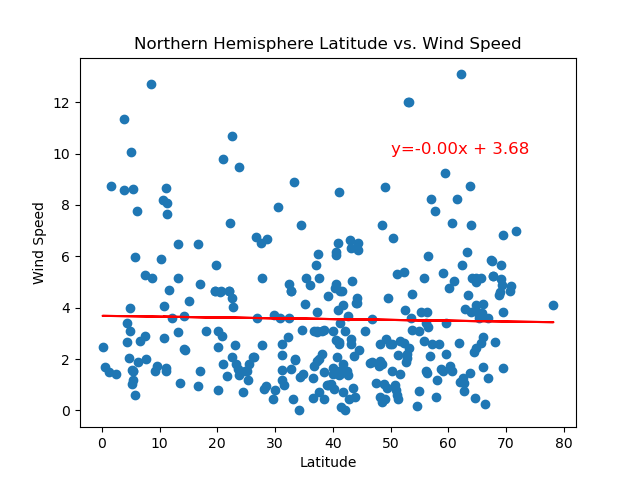 Northern Hemisphere Latitude vs. Wind Speed
12
10
8
6
4
2
0
Wind Speed
y=-0.00x + 3.68
0 10 20 30 40 50 60 70 80
Latitude